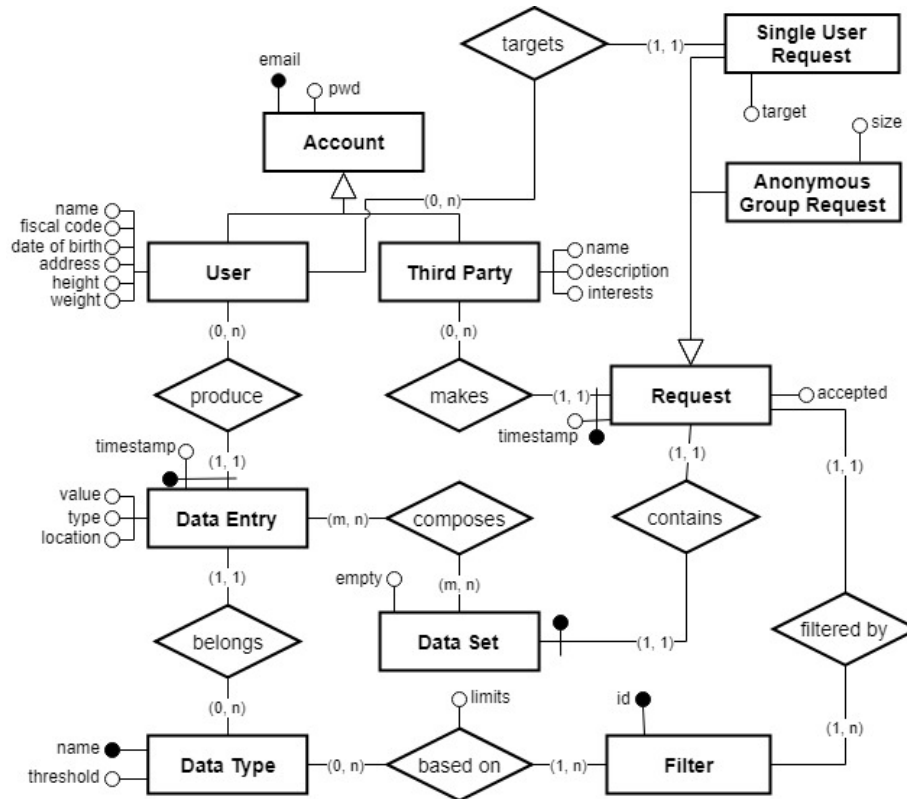 targets
(1, 1)
Single User
Request
email
pwd
target
Account
size
Anonymous
Group Request
(0, n)
name
fiscal code
date of birth
address
height
weight
User
Third Party
name
description
interests
(0, n)
(0, n)
produce
makes
(1, 1)
Request
accepted
timestamp
timestamp
(1, 1)
(1, 1)
(1, 1)
value
type
location
Data Entry
(m, n)
composes
contains
(1, 1)
empty
(m, n)
belongs
Data Set
(1, 1)
filtered by
(0, n)
limits
id
(1, n)
name
threshold
Data Type
(0, n)
based on
(1, n)
Filter